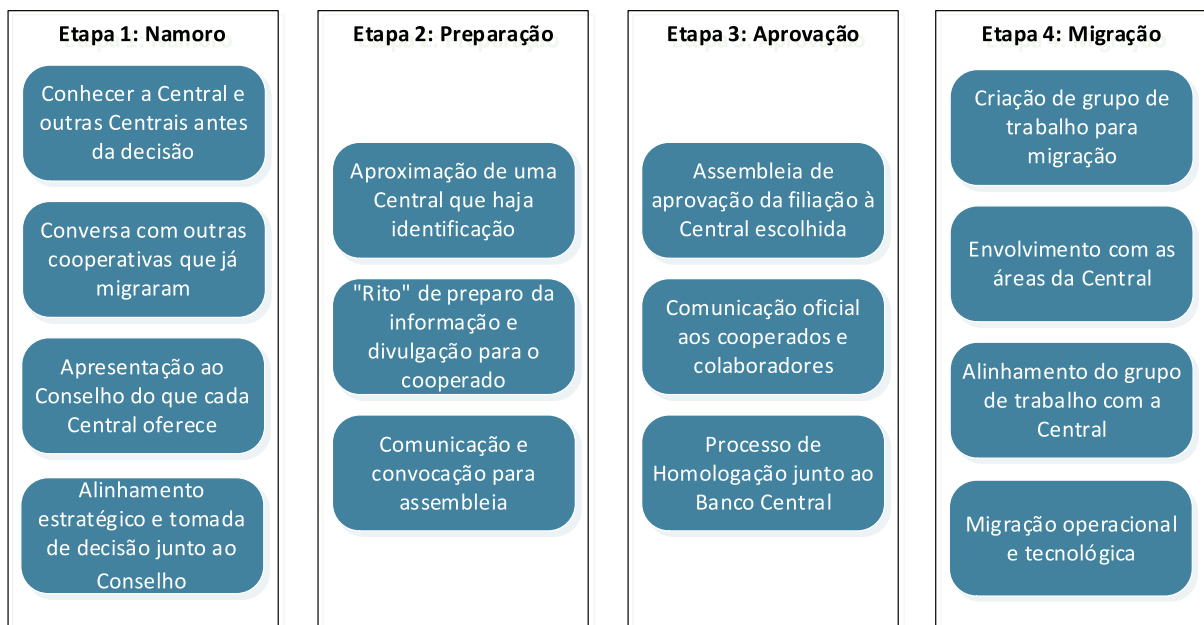 Etapa 1: Namoro
Conhecer a Central e
outras Centrais antes
da decisão
Conversa com outras
cooperativas que já
migraram
Apresentação ao
Conselho do que cada
Central oferece
Alinhamento
estratégico e tomada
de decisão junto ao
Conselho
Etapa 2: Preparação
Aproximação de uma
Central que haja
identificação
"Rito" de preparo da
informação e
divulgação para o
cooperado
Comunicação e
convocação para
assembleia
Etapa 3: Aprovação
Assembleia de
aprovação da filiação à
Central escolhida
Comunicação oficial
aos cooperados e
colaboradores
Processo de
Homologação junto ao
Banco Central
Etapa 4: Migração
Criação de grupo de
trabalho para
migração
Envolvimento com as
áreas da Central
Alinhamento do grupo
de trabalho com a
Central
Migração operacional
e tecnológica